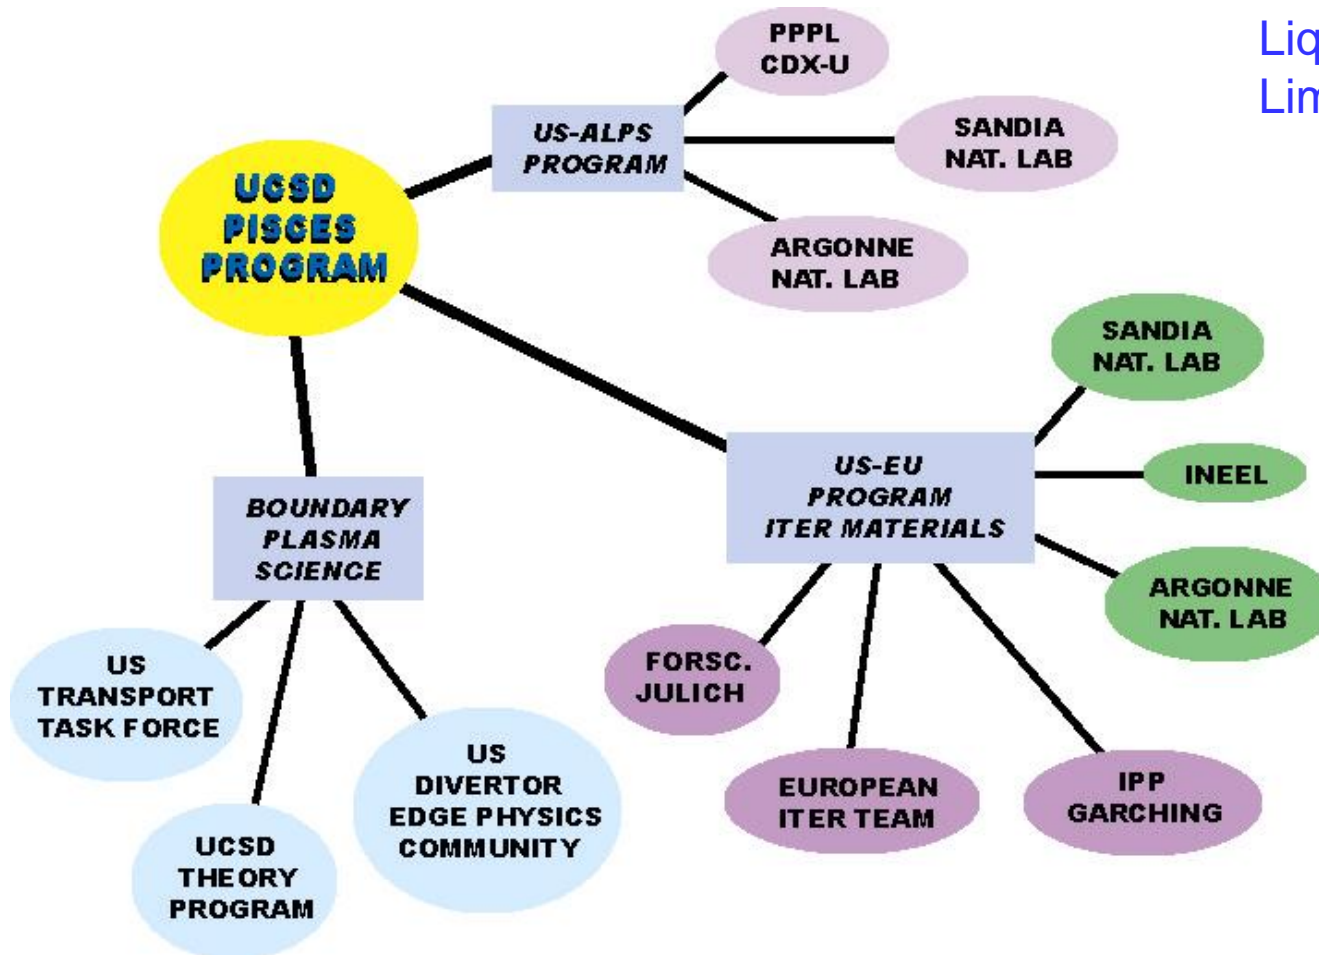 PPPL
CDX-U
US-ALPS
PROGRAM
SANDIA
NAT. LAB
UCSD
PISCES
PROGRAM
ARGONNE
NAT. LAB
SANDIA
NAT. LAB
US-EU
PROGRAM
ITER MATERIALS
INEEL
BOUNDARY
PLASMA
SCIENCE
ARGONNE
NAT. LAB
US
TRANSPORT
TASK FORCE
FORSC.
JULICH
US
DIVERTOR
EDGE PHYSICS
COMMUNITY
EUROPEAN
ITER TEAM
IPP
GARCHING
UCSD
THEORY
PROGRAM